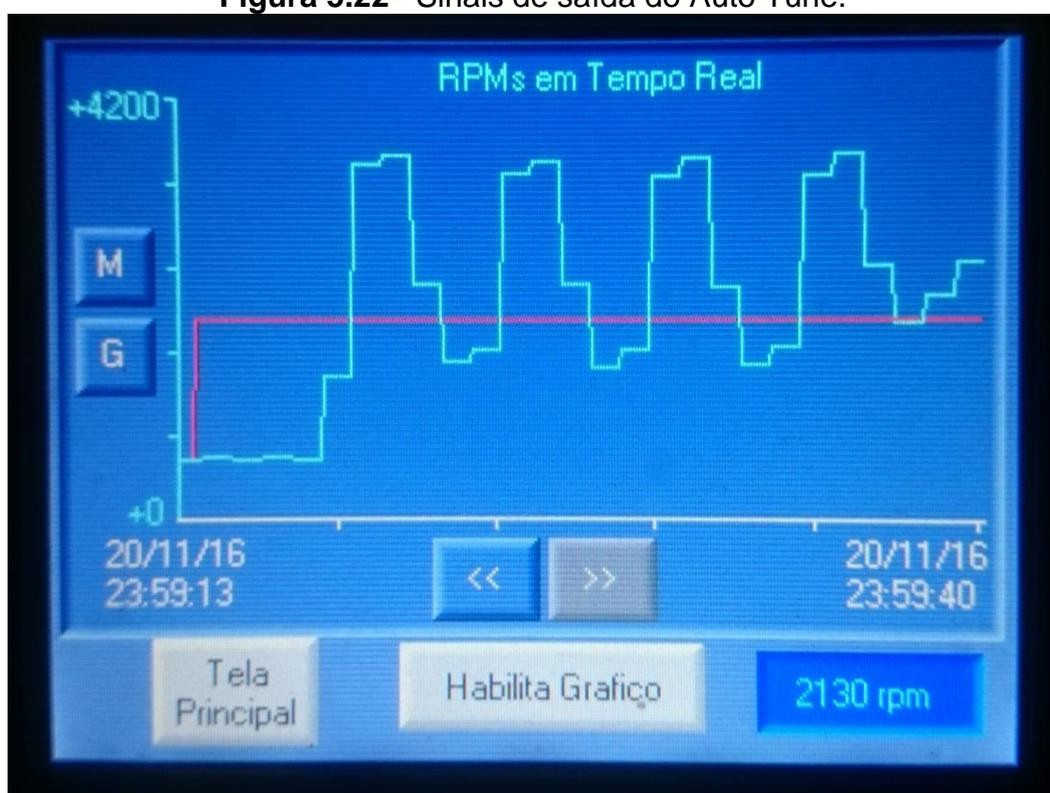 Figura 5.22 - Sinais de saída do Auto Tune.
RPMs em Tempo Real
+4200
M
G
+0
20/11/16
23:59:13
<<
>>
20/11/16
23:59:40
Tela
Principal
Habilita Grafiço
2130 rpm